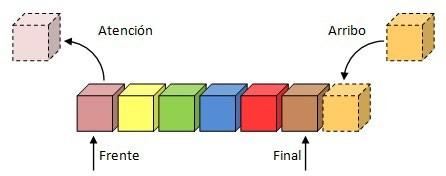 Atención
Arribo
Frente
Final